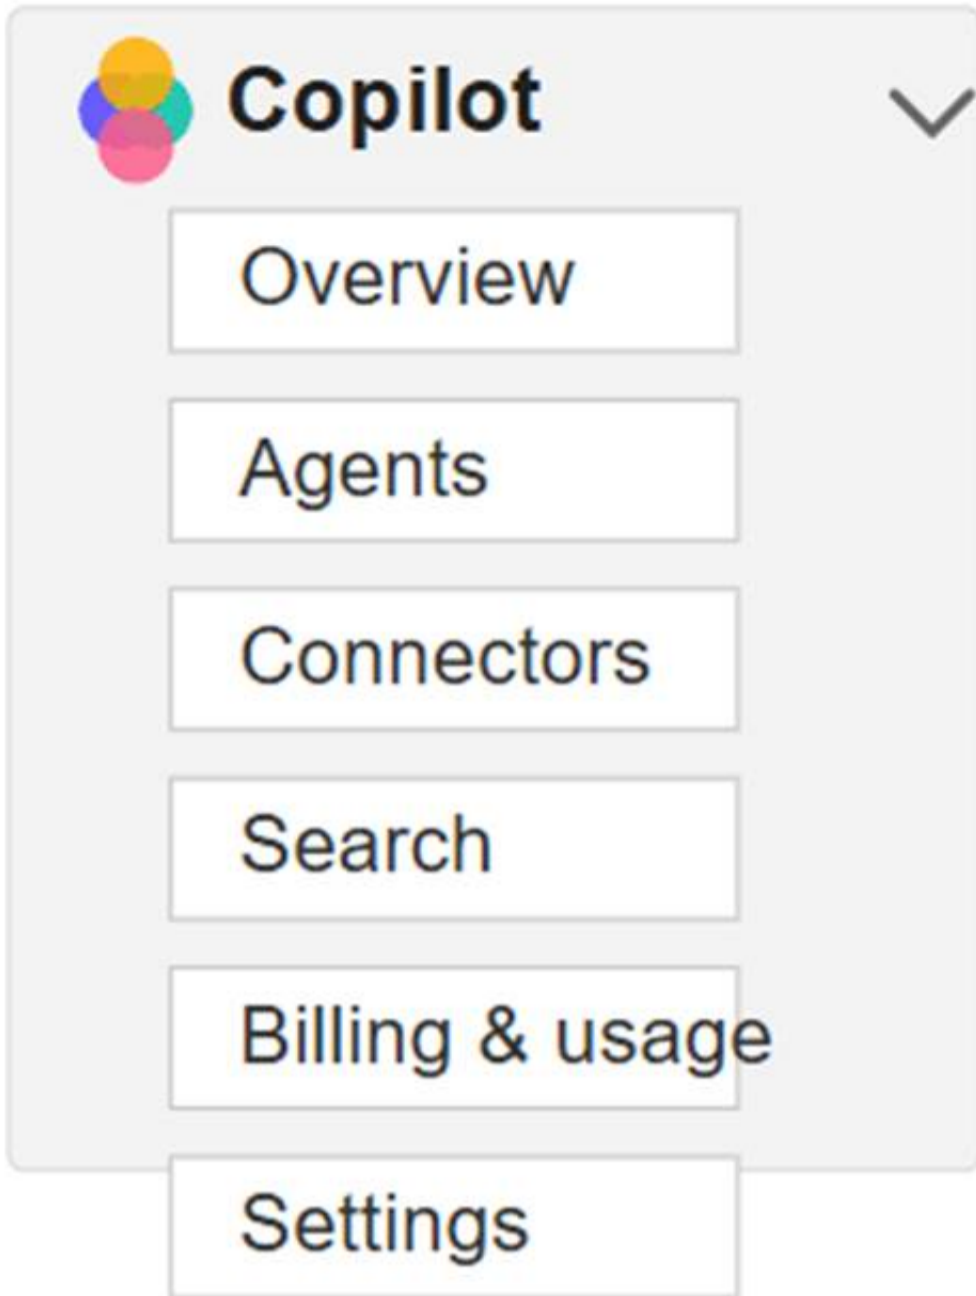 Copilot
Overview
Agents
Connectors
Search
Billing & usage
Settings